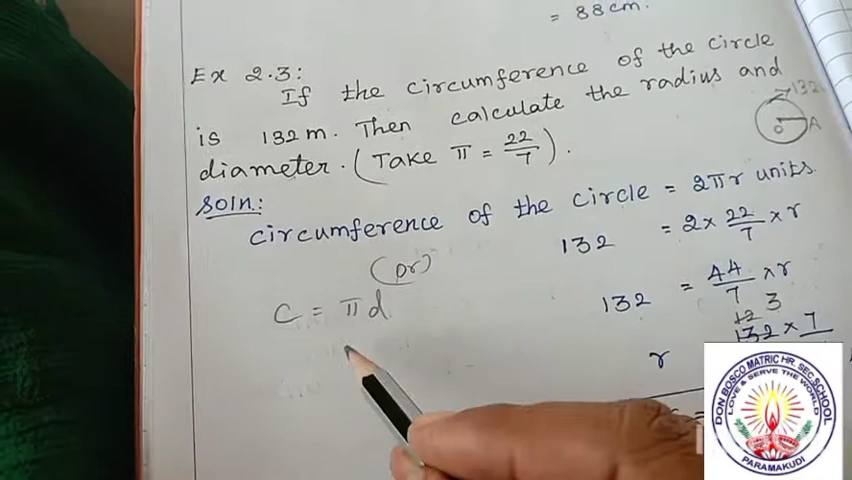 = 88cm.
Ex 2.3:
If the circumference of the circle
is 132m. Then calculate the radius and
diameter. (Take π = 22/7).
132
O A
Soln:
circumference of the circle = 2πr units.
132 = 2 × 22/7 × r
(or)
132 = 44/7 × r
C = πd
12 3
132 × 7
r
DON BOSCO MATRIC HR. SEC. SCHOOL
LOVE & SERVE THE WORLD
PARAMAKUDI